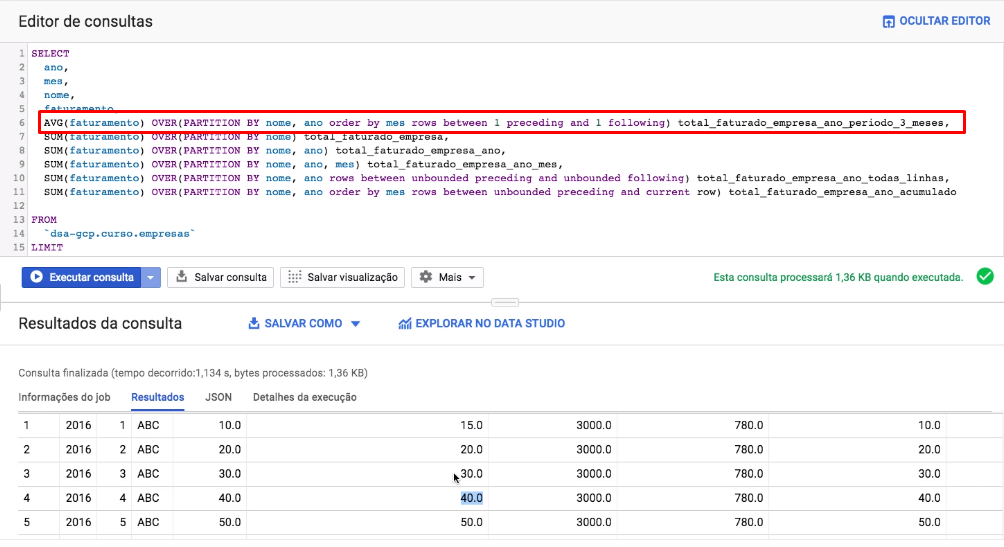 Editor de consultas
OCULTAR EDITOR
1 SELECT
2 ano,
3 mes,
4 nome,
5 faturamento
6 AVG(faturamento) OVER(PARTITION BY nome, ano order by mes rows between 1 preceding and 1 following) total_faturado_empresa_ano_periodo_3_meses,
7 SUM(faturamento) OVER(PARTITION BY nome) total_faturado_empresa,
8 SUM(faturamento) OVER(PARTITION BY nome, ano) total_faturado_empresa_ano,
9 SUM(faturamento) OVER(PARTITION BY nome, ano, mes) total_faturado_empresa_ano_mes,
10 SUM(faturamento) OVER(PARTITION BY nome, ano rows between unbounded preceding and unbounded following) total_faturado_empresa_ano_todas_linhas,
11 SUM(faturamento) OVER(PARTITION BY nome, ano order by mes rows between unbounded preceding and current row) total_faturado_empresa_ano_acumulado
12
13 FROM
14 `dsa-gcp.curso.empresas`
15 LIMIT
Executar consulta Salvar consulta Salvar visualização Mais Esta consulta processará 1,36 KB quando executada.
Resultados da consulta SALVAR COMO EXPLORAR NO DATA STUDIO
Consulta finalizada (tempo decorrido:1,134 s, bytes processados: 1,36 KB)
Informações do job Resultados JSON Detalhes da execução
1 2016 1 ABC 10.0 15.0 3000.0 780.0 10.0
2 2016 2 ABC 20.0 20.0 3000.0 780.0 20.0
3 2016 3 ABC 30.0 30.0 3000.0 780.0 30.0
4 2016 4 ABC 40.0 40.0 3000.0 780.0 40.0
5 2016 5 ABC 50.0 50.0 3000.0 780.0 50.0